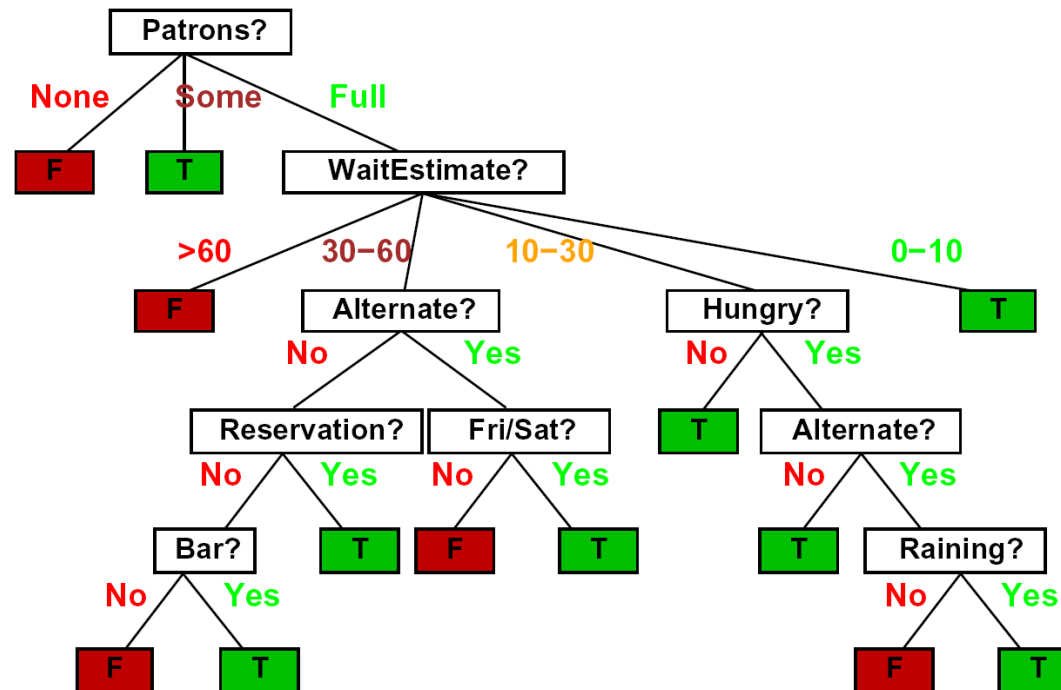 Patrons?
None Some Full
F T WaitEstimate?
>60 30−60 10−30 0−10
F Alternate? Hungry? T
No Yes No Yes
Reservation? Fri/Sat? T Alternate?
No Yes No Yes No Yes
Bar? T F T T Raining?
No Yes No Yes
F T F T